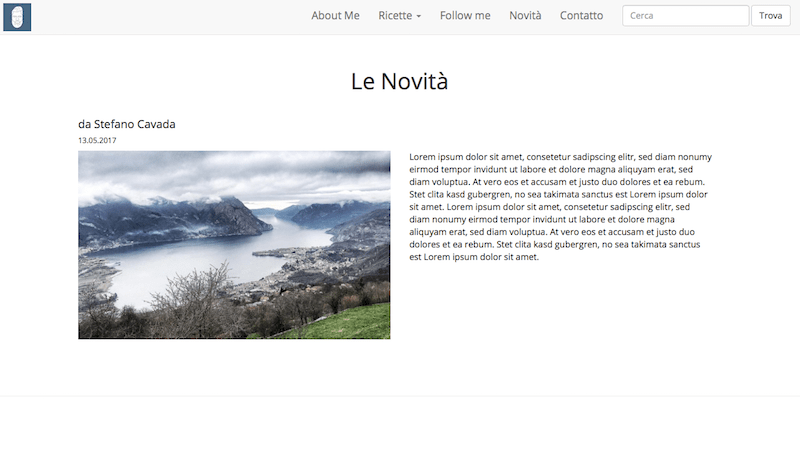 About Me Ricette Follow me Novità Contatto Cerca Trova
Le Novità
da Stefano Cavada
13.05.2017
Lorem ipsum dolor sit amet, consetetur sadipscing elitr, sed diam nonumy
eirmod tempor invidunt ut labore et dolore magna aliquyam erat, sed
diam voluptua. At vero eos et accusam et justo duo dolores et ea rebum.
Stet clita kasd gubergren, no sea takimata sanctus est Lorem ipsum dolor
sit amet. Lorem ipsum dolor sit amet, consetetur sadipscing elitr, sed
diam nonumy eirmod tempor invidunt ut labore et dolore magna
aliquyam erat, sed diam voluptua. At vero eos et accusam et justo duo
dolores et ea rebum. Stet clita kasd gubergren, no sea takimata sanctus
est Lorem ipsum dolor sit amet.